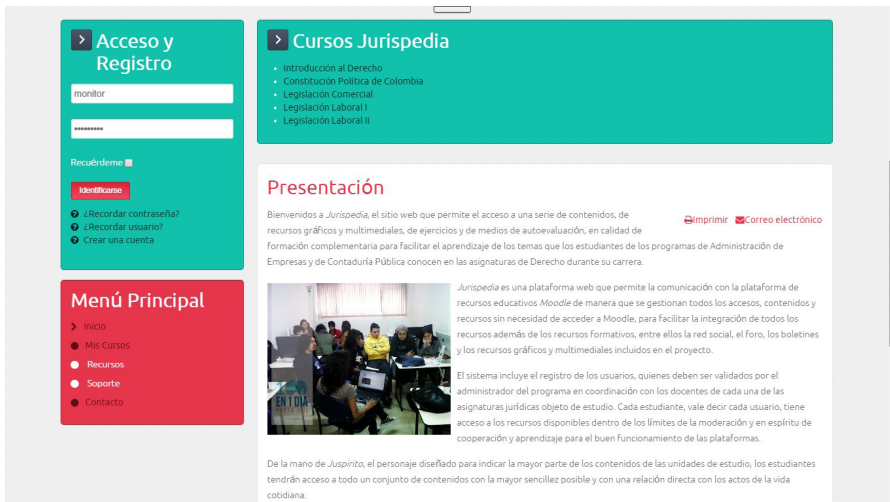 Acceso y
Registro
monitor
Recuérdeme
Identificarse
¿Recordar contraseña?
¿Recordar usuario?
Crear una cuenta
Menú Principal
Inicio
Mis Cursos
Recursos
Soporte
Contacto
Cursos Jurispedia
Introducción al Derecho
Constitución Política de Colombia
Legislación Comercial
Legislación Laboral I
Legislación Laboral II
Presentación
Imprimir Correo electrónico
Bienvenidos a Jurispedia, el sitio web que permite el acceso a una serie de contenidos, de
recursos gráficos y multimediales, de ejercicios y de medios de autoevaluación, en calidad de
formación complementaria para facilitar el aprendizaje de los temas que los estudiantes de los programas de Administración de
Empresas y de Contaduría Pública conocen en las asignaturas de Derecho durante su carrera.
EN 1 DIA
Jurispedia es una plataforma web que permite la comunicación con la plataforma de
recursos educativos Moodle de manera que se gestionan todos los accesos, contenidos y
recursos sin necesidad de acceder a Moodle, para facilitar la integración de todos los
recursos además de los recursos formativos, entre ellos la red social, el foro, los boletines
y los recursos gráficos y multimediales incluidos en el proyecto.
El sistema incluye el registro de los usuarios, quienes deben ser validados por el
administrador del programa en coordinación con los docentes de cada una de las
asignaturas jurídicas objeto de estudio. Cada estudiante, vale decir cada usuario, tiene
acceso a los recursos disponibles dentro de los límites de la moderación y en espíritu de
cooperación y aprendizaje para el buen funcionamiento de las plataformas.
De la mano de Juspirito, el personaje diseñado para indicar la mayor parte de los contenidos de las unidades de estudio, los estudiantes
tendrán acceso a todo un conjunto de contenidos con la mayor sencillez posible y con una relación directa con los actos de la vida
cotidiana.